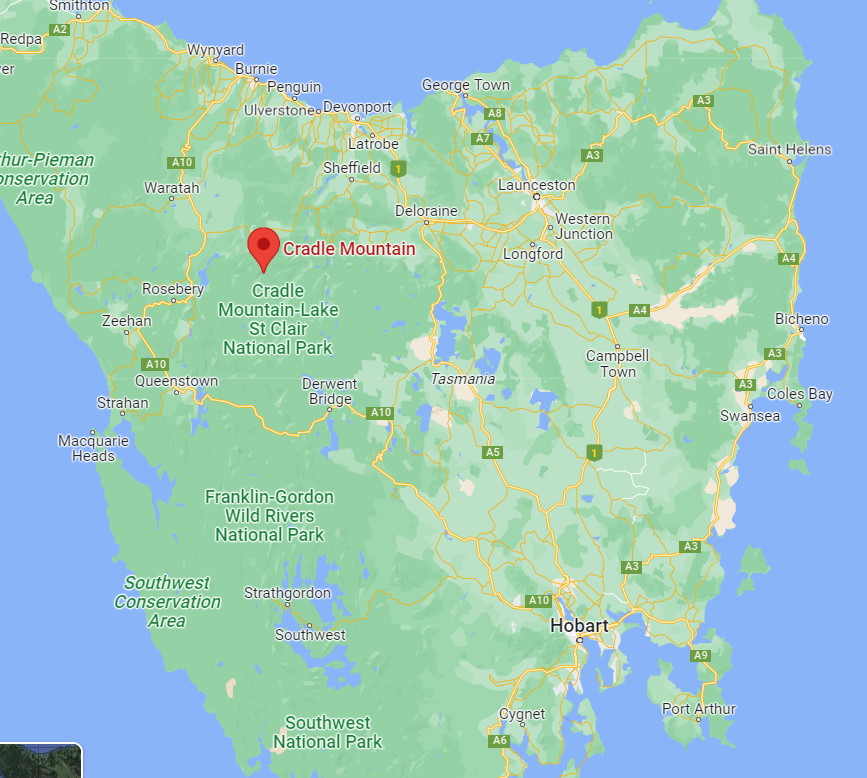 Smithton
A2
Redpa
ver
Wynyard
Burnie
Penguin
Ulverstone
Devonport
George Town
A8
A3
A7
Latrobe
Saint Helens
thur-Pieman
onservation
Area
A10
Sheffield
1
A3
Waratah
Launceston
Deloraine
Western
Junction
Cradle Mountain
Longford
A4
Rosebery
Cradle
Mountain-Lake
St Clair
National Park
1
A4
Zeehan
Bicheno
A10
Campbell
Town
A3
Queenstown
Derwent
Bridge
Tasmania
A3
Coles Bay
Strahan
A10
Swansea
Macquarie
Heads
A5
1
Franklin-Gordon
Wild Rivers
National Park
A3
A3
Southwest
Conservation
Area
Strathgordon
A10
Southwest
Hobart
A9
Cygnet
Port Arthur
Southwest
National Park
A6